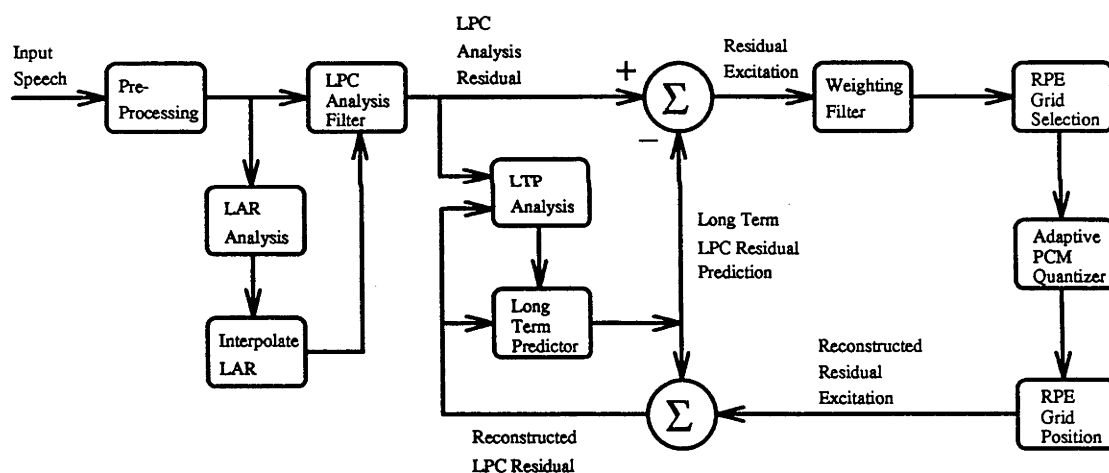 Input
Speech
Pre-
Processing
LPC
Analysis
Filter
LAR
Analysis
Interpolate
LAR
LPC
Analysis
Residual
LTP
Analysis
Long
Term
Predictor
+
Σ
−
Residual
Excitation
Weighting
Filter
RPE
Grid
Selection
Long Term
LPC Residual
Prediction
Adaptive
PCM
Quantizer
RPE
Grid
Position
Reconstructed
Residual
Excitation
Σ
Reconstructed
LPC Residual